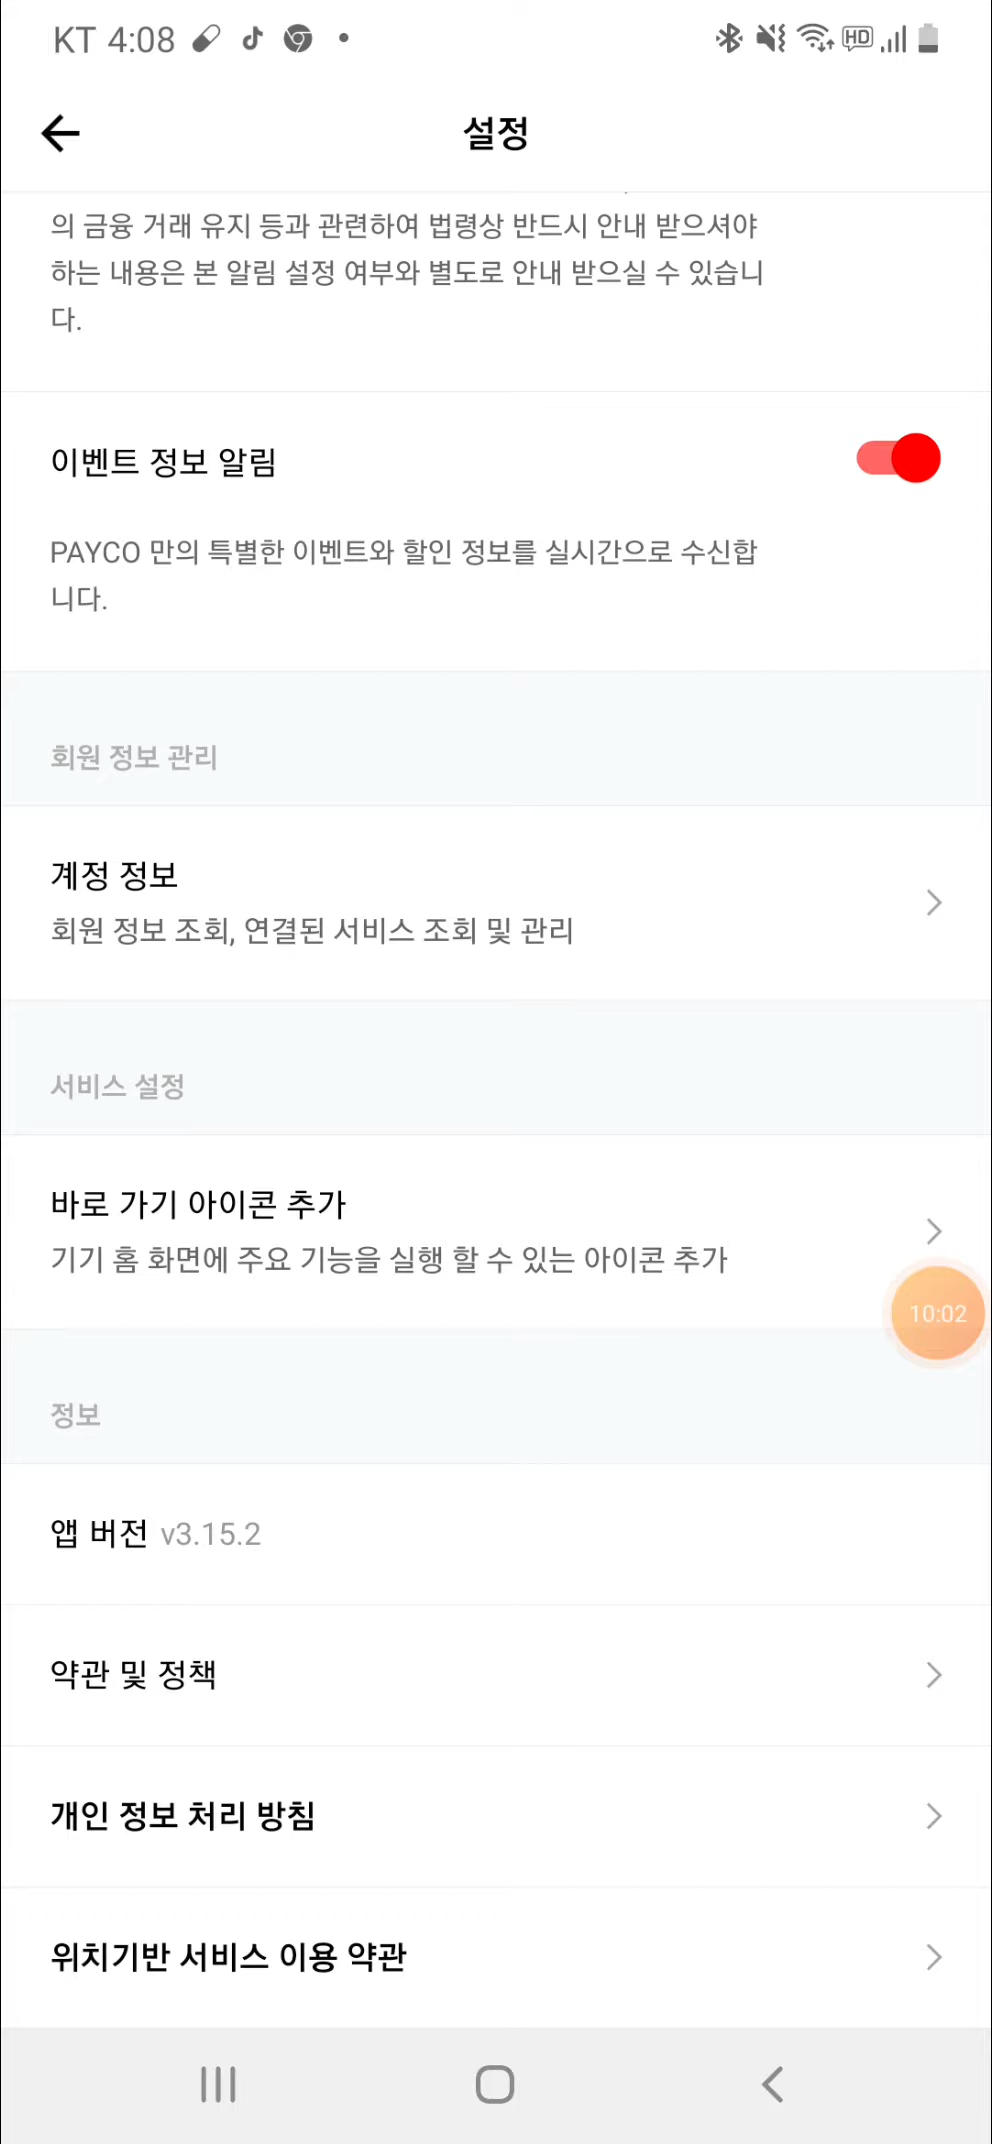 KT 4:08
HD
설정
의 금융 거래 유지 등과 관련하여 법령상 반드시 안내 받으셔야
하는 내용은 본 알림 설정 여부와 별도로 안내 받으실 수 있습니
다.
이벤트 정보 알림
PAYCO 만의 특별한 이벤트와 할인 정보를 실시간으로 수신합
니다.
회원 정보 관리
계정 정보
회원 정보 조회, 연결된 서비스 조회 및 관리
서비스 설정
바로 가기 아이콘 추가
기기 홈 화면에 주요 기능을 실행 할 수 있는 아이콘 추가
10:02
정보
앱 버전 v3.15.2
약관 및 정책
개인 정보 처리 방침
위치기반 서비스 이용 약관